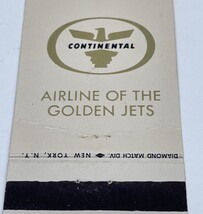 CONTINENTAL
AIRLINE OF THE
GOLDEN JETS
DIAMOND MATCH DIV. NEW YORK, N.Y.